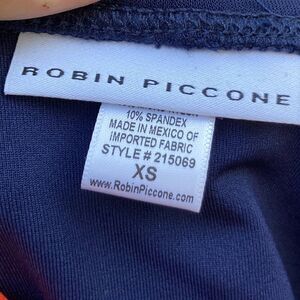 ROBIN PICCONE
10% SPANDEX
MADE IN MEXICO OF
IMPORTED FABRIC
STYLE # 215069
XS
www.RobinPiccone.com